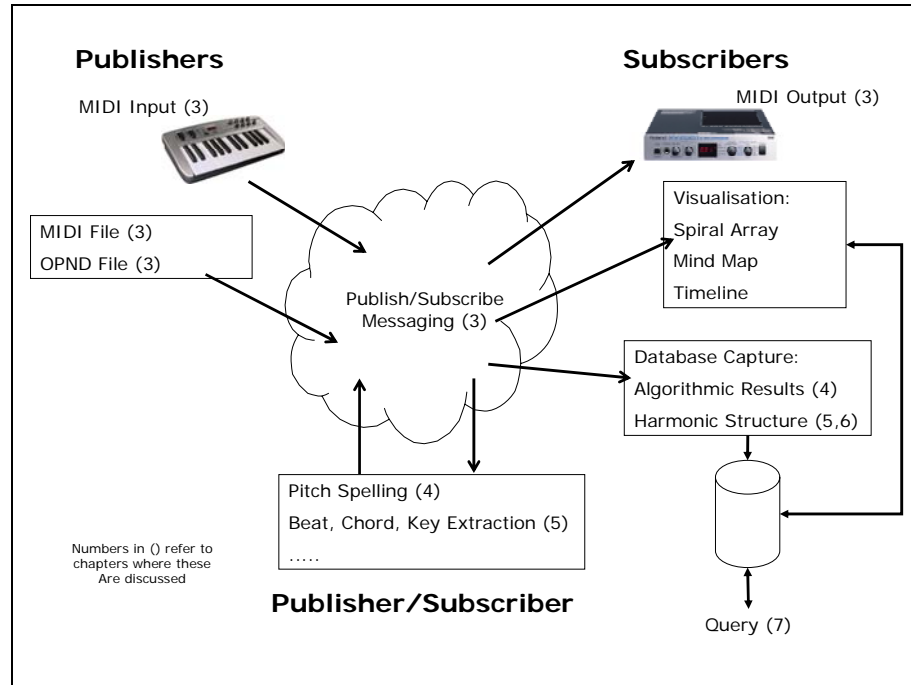 Publishers
Subscribers
MIDI Input (3)
MIDI Output (3)
MIDI File (3)
OPND File (3)
Visualisation:
Spiral Array
Mind Map
Timeline
Publish/Subscribe
Messaging (3)
Database Capture:
Algorithmic Results (4)
Harmonic Structure (5,6)
Pitch Spelling (4)
Beat, Chord, Key Extraction (5)
.....
Numbers in () refer to
chapters where these
Are discussed
Publisher/Subscriber
Query (7)